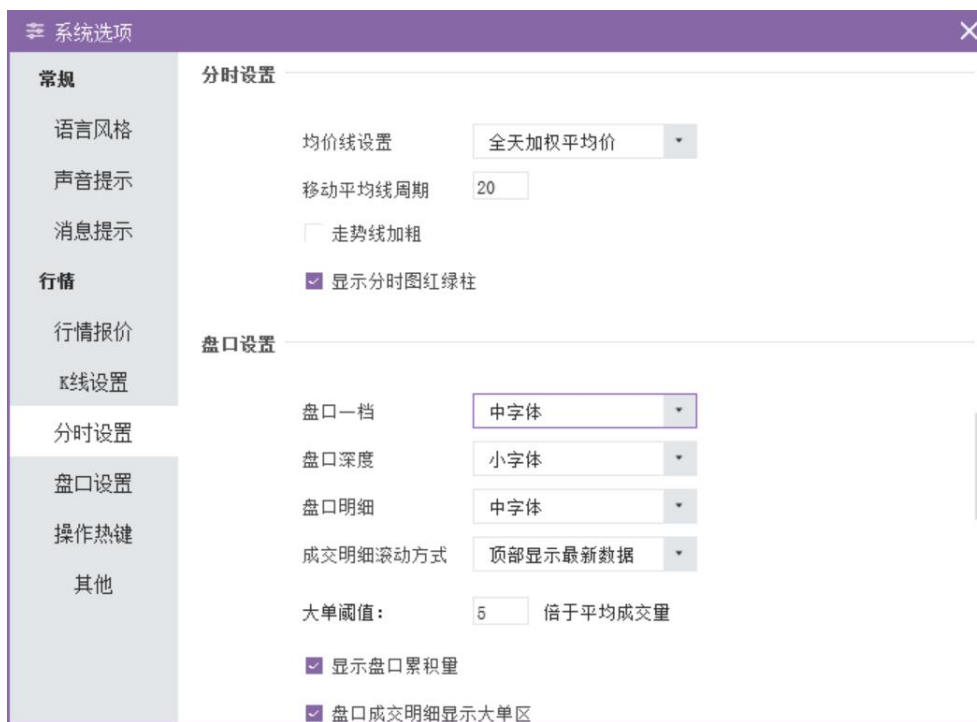 系统选项
常规
语言风格
声音提示
消息提示
行情
行情报价
K线设置
分时设置
盘口设置
操作热键
其他
分时设置
均价线设置 全天加权平均价
移动平均线周期 20
走势线加粗
显示分时图红绿柱
盘口设置
盘口一档 中字体
盘口深度 小字体
盘口明细 中字体
成交明细滚动方式 顶部显示最新数据
大单阈值： 5 倍于平均成交量
显示盘口累积量
盘口成交明细显示大单区